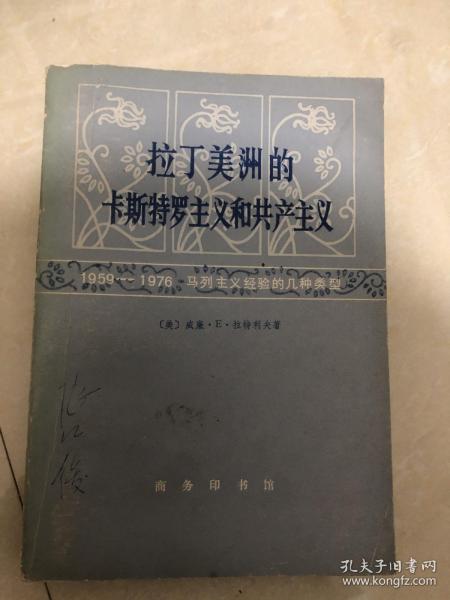 拉丁美洲的
卡斯特罗主义和共产主义
1959—1976 马列主义经验的几种类型
〔美〕威廉·E·拉特利夫著
商务印书馆
孔夫子旧书网
www.kongfz.com